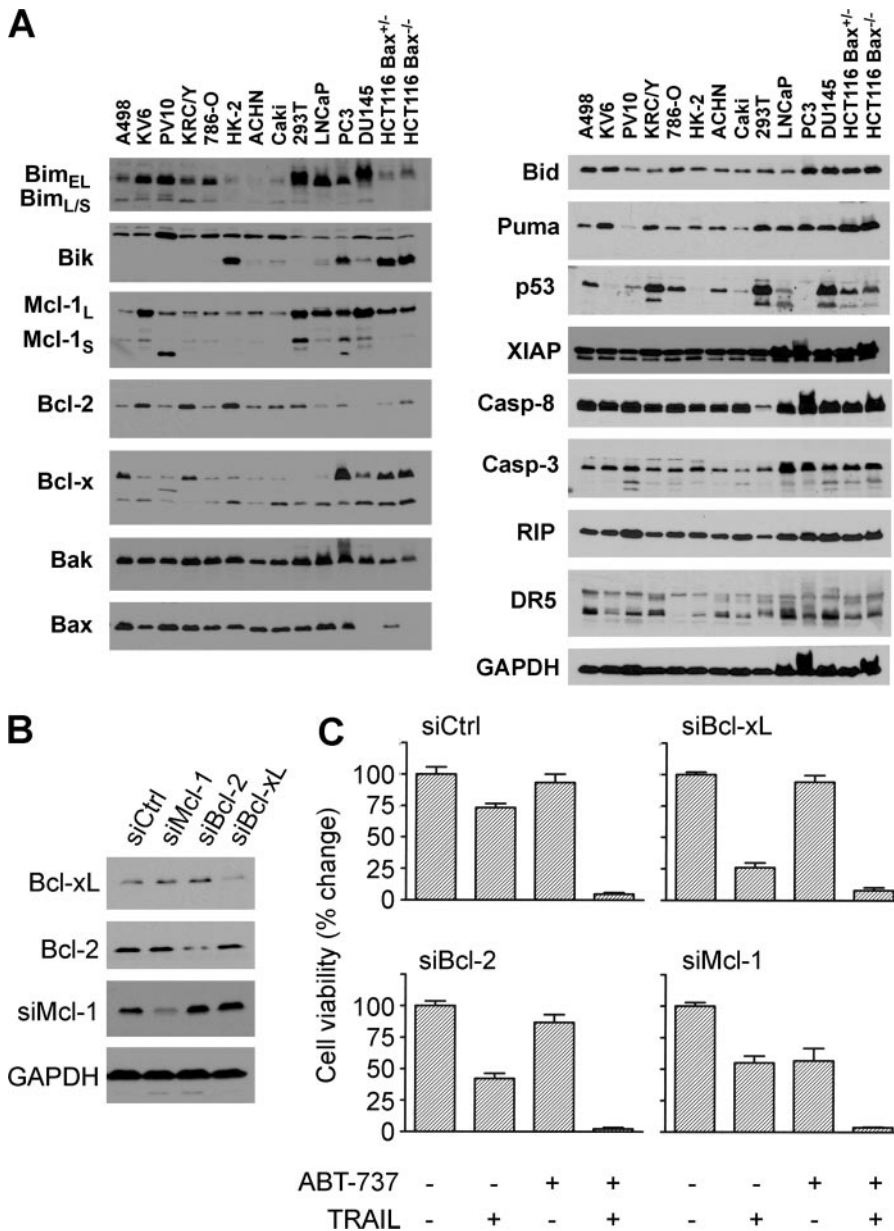 A
A498
KV6
PV10
KRC/Y
786-O
HK-2
ACHN
Caki
293T
LNCaP
PC3
DU145
HCT116 Bax+/-
HCT116 Bax-/-
BimEL
BimL/S
Bik
Mcl-1L
Mcl-1S
Bcl-2
Bcl-x
Bak
Bax
A498
KV6
PV10
KRC/Y
786-O
HK-2
ACHN
Caki
293T
LNCaP
PC3
DU145
HCT116 Bax+/-
HCT116 Bax-/-
Bid
Puma
p53
XIAP
Casp-8
Casp-3
RIP
DR5
GAPDH
B
siCtrl
siMcl-1
siBcl-2
siBcl-xL
Bcl-xL
Bcl-2
siMcl-1
GAPDH
C
Cell viability (% change)
siCtrl
100
75
50
25
0
siBcl-xL
siBcl-2
100
75
50
25
0
siMcl-1
ABT-737 - - + + - - + +
TRAIL - + - + - + - +